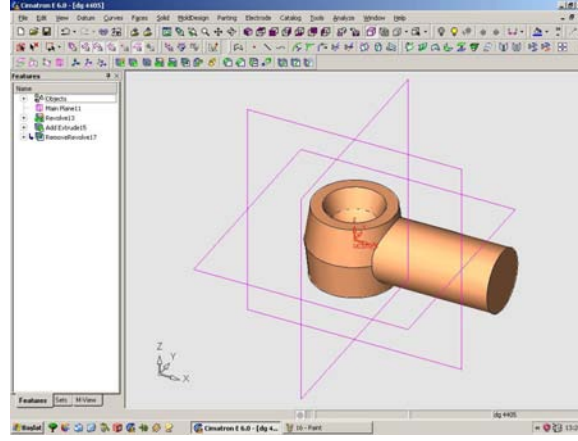 Cimatron E 6.0 - [dg 4405]
File Edit View Datum Curves Faces Solid MoldDesign Parting Electrode Catalog Tools Analyze Window Help
Features
Name
Objects
Main Plane11
Revolve13
Add Extrude15
RemoveRevolve17
Z
Y
X
Features Sets M-View
dg 4405
Başlat Cimatron E 6.0 - [dg 4... 16 - Paint